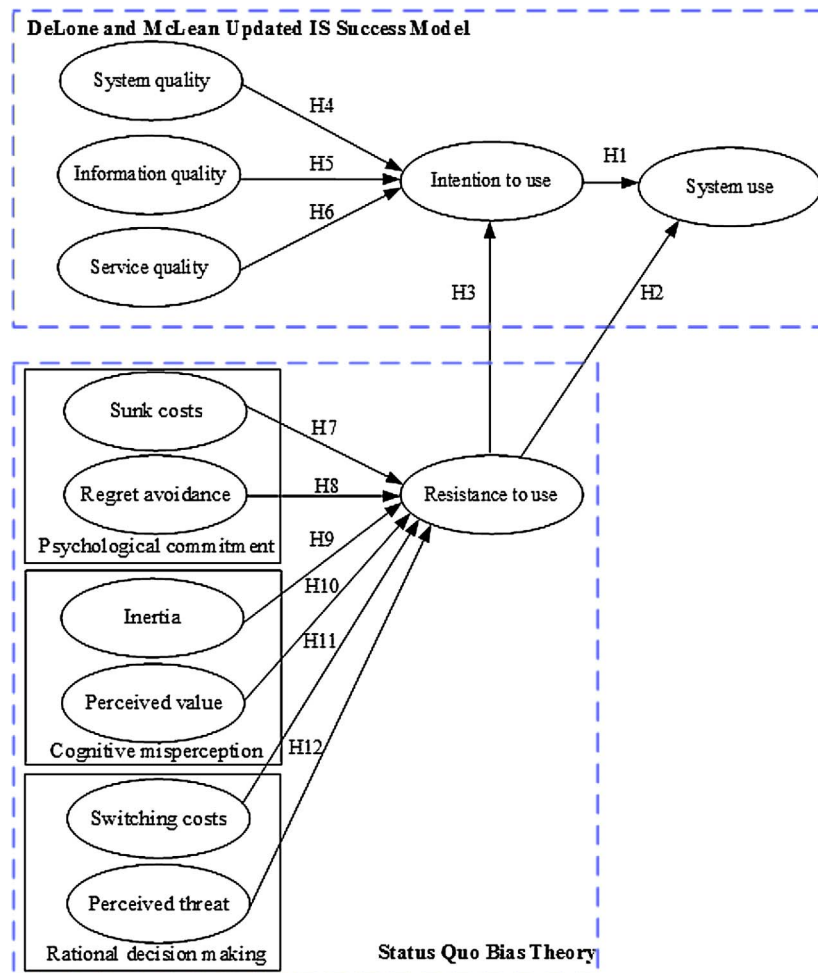 DeLone and McLean Updated IS Success Model
System quality
H4
Information quality
H5
Intention to use
H1
System use
H6
Service quality
H3
H2
Sunk costs
H7
Regret avoidance
H8
Resistance to use
Psychological commitment
H9
Inertia
H10
H11
Perceived value
Cognitive misperception
H12
Switching costs
Perceived threat
Rational decision making
Status Quo Bias Theory